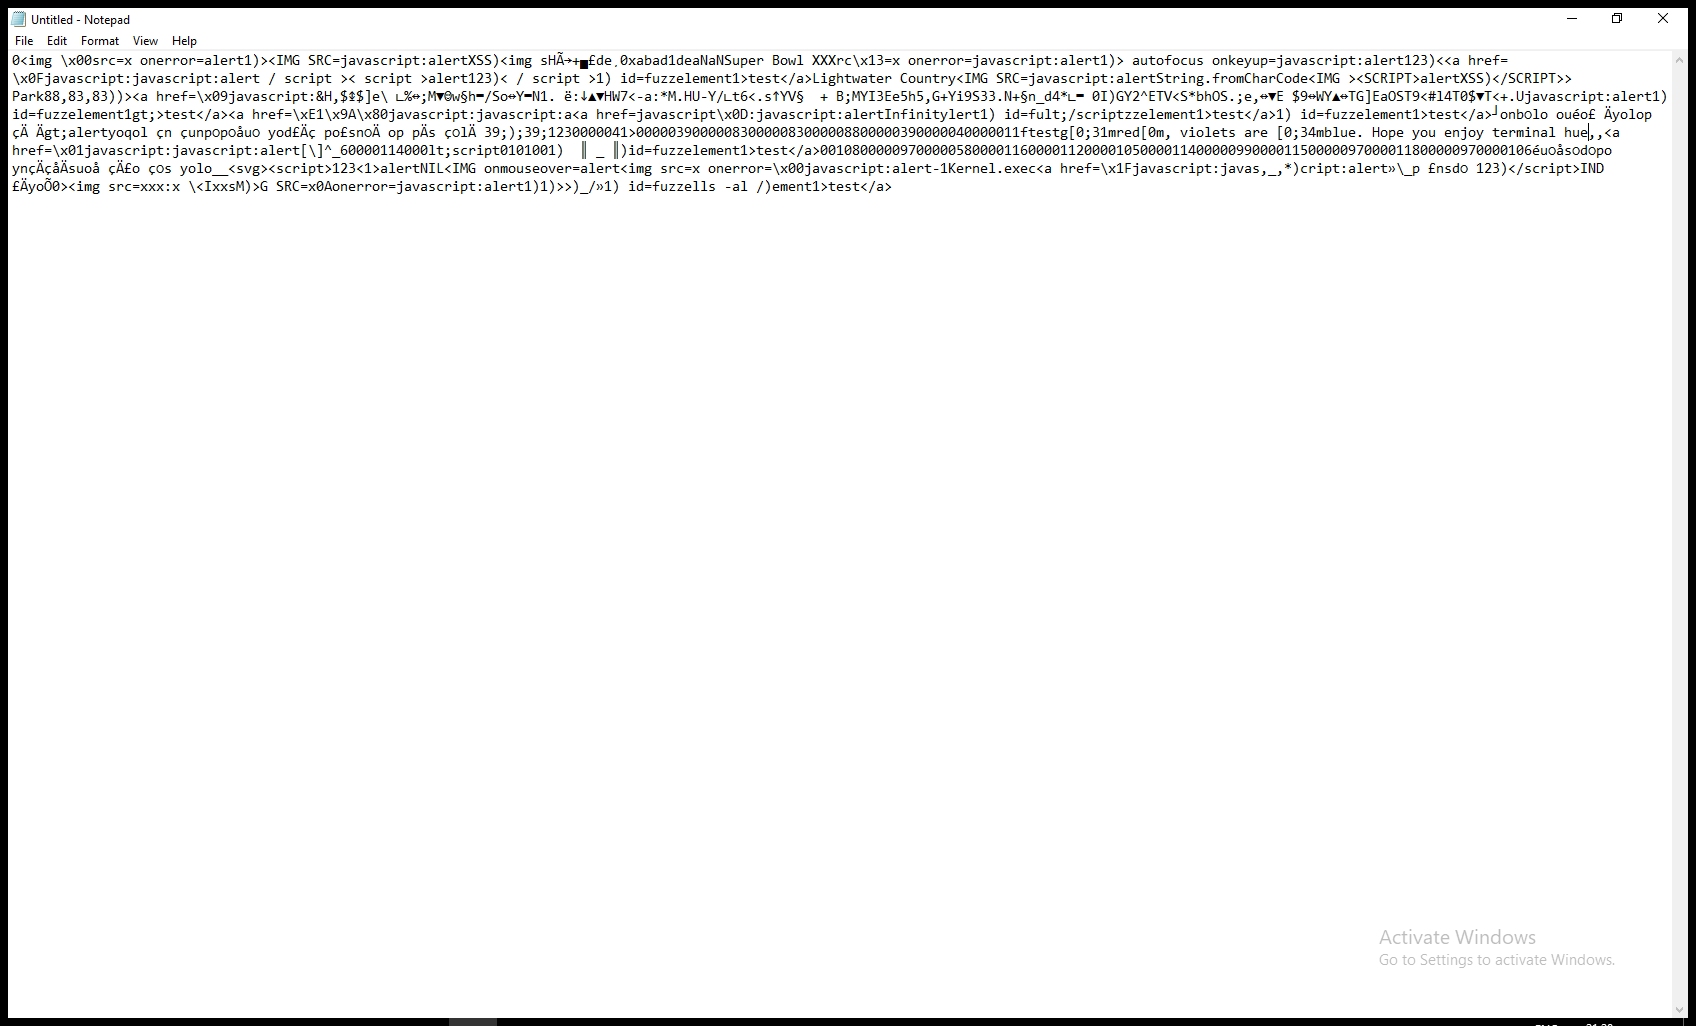 Untitled - Notepad
File Edit Format View Help
0<img \x00src=x onerror=alert1)><IMG SRC=javascript:alertXSS)<img sHÃ→+▄£de¸0xabad1deaNaNSuper Bowl XXXrc\x13=x onerror=javascript:alert1)> autofocus onkeyup=javascript:alert123)<<a href=
\x0Fjavascript:javascript:alert / script >< script >alert123)< / script >1) id=fuzzelement1>test</a>Lightwater Country<IMG SRC=javascript:alertString.fromCharCode<IMG ><SCRIPT>alertXSS)</SCRIPT>>
Park88,83,83))><a href=\x09javascript:&H,$‡$]e\ ∟%↔;M▼Θw§h━/So↔Y━N1. ë:↓▲▼HW7<-a:*M.HU-Y/∟t6<.s↑YV§  + B;MYI3Ee5h5,G+Yi9S33.N+§n_d4*∟━ 0I)GY2^ETV<S*bhOS.;e,↔▼E $9↔WY▲↔TG]EaOST9<#l4T0$▼T<+.Ujavascript:alert1)
id=fuzzelement1gt;>test</a><a href=\xE1\x9A\x80javascript:javascript:a<a href=javascript\x0D:javascript:alertInfinitylert1) id=fult;/scriptzzelement1>test</a>1) id=fuzzelement1>test</a>┘onbolo ouéo£ Äyolop
çÄ Ägt;alertyoqol çn çunpopoåuo yod£Äç po£snoÄ op pÄs çolÄ 39;);39;1230000041>0000039000008300000830000088000003900000400000​11ftestg[0;31mred[0m, violets are [0;34mblue. Hope you enjoy terminal hue,,<a
href=\x01javascript:javascript:alert[\]^_60000114000lt;script0101001)  ║ _ ║)id=fuzzelement1>test</a>0010800000970000058000011600001120000105000011400000990000115000009700001180000097​0000106éuoåsodopo
ynçÄçåÄsuoå çÄ£o ços yolo__<svg><script>123<1>alertNIL<IMG onmouseover=alert<img src=x onerror=\x00javascript:alert-1Kernel.exec<a href=\x1Fjavascript:javas,_,*)cript:alert»\_p £nsdo 123)</script>IND
£ÄyoÕ0><img src=xxx:x \<IxxsM)>G SRC=x0Aonerror=javascript:alert1)1)>>)_/»1) id=fuzzells -al /)ement1>test</a>
Activate Windows
Go to Settings to activate Windows.